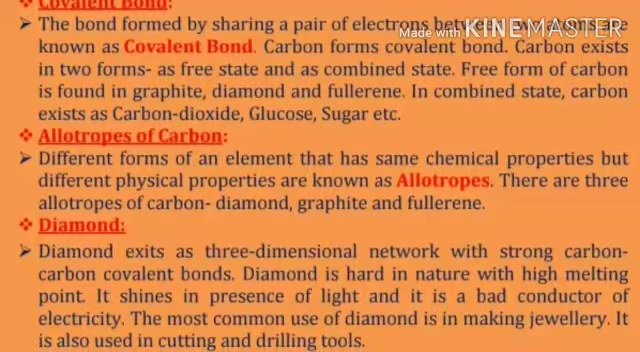 Covalent Bond:
➤ The bond formed by sharing a pair of electrons between two atoms are
Made with KINEMASTER
known as Covalent Bond. Carbon forms covalent bond. Carbon exists
in two forms- as free state and as combined state. Free form of carbon
is found in graphite, diamond and fullerene. In combined state, carbon
exists as Carbon-dioxide, Glucose, Sugar etc.
❖ Allotropes of Carbon:
➤ Different forms of an element that has same chemical properties but
different physical properties are known as Allotropes. There are three
allotropes of carbon- diamond, graphite and fullerene.
❖ Diamond:
➤ Diamond exits as three-dimensional network with strong carbon-
carbon covalent bonds. Diamond is hard in nature with high melting
point. It shines in presence of light and it is a bad conductor of
electricity. The most common use of diamond is in making jewellery. It
is also used in cutting and drilling tools.